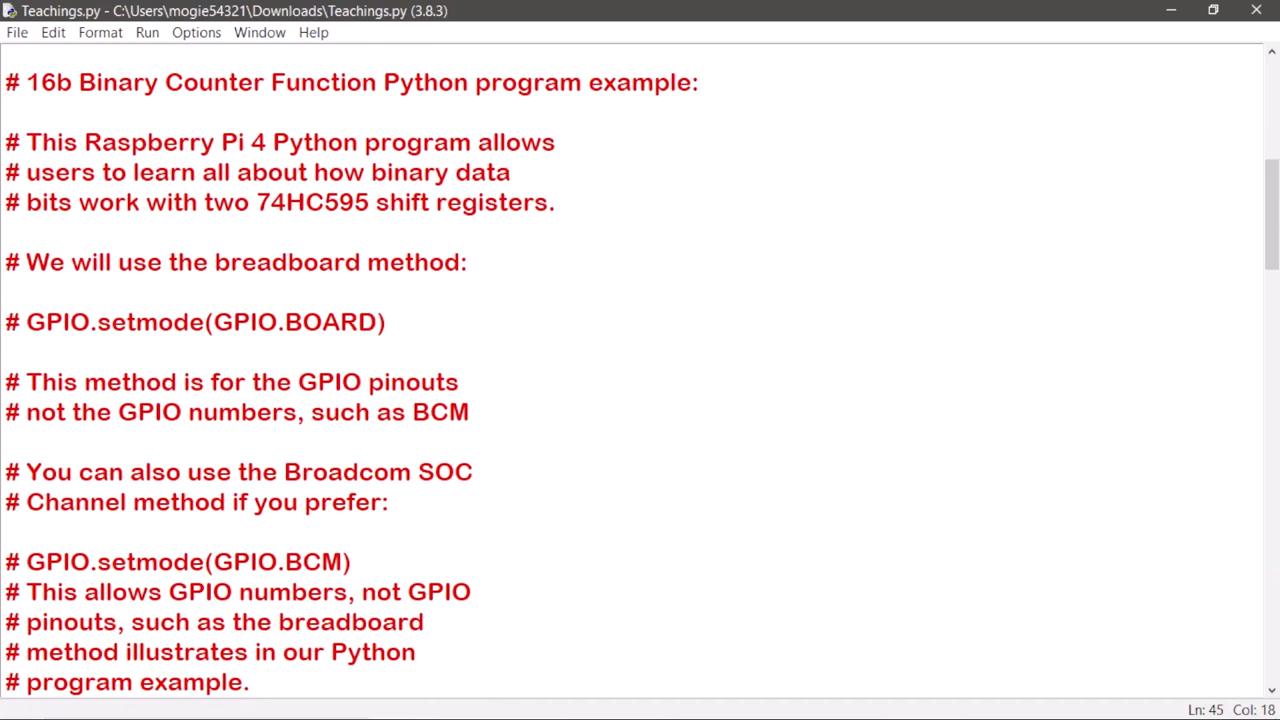 Teachings.py - C:\Users\mogie54321\Downloads\Teachings.py (3.8.3)
File Edit Format Run Options Window Help
# 16b Binary Counter Function Python program example:
# This Raspberry Pi 4 Python program allows
# users to learn all about how binary data
# bits work with two 74HC595 shift registers.
# We will use the breadboard method:
# GPIO.setmode(GPIO.BOARD)
# This method is for the GPIO pinouts
# not the GPIO numbers, such as BCM
# You can also use the Broadcom SOC
# Channel method if you prefer:
# GPIO.setmode(GPIO.BCM)
# This allows GPIO numbers, not GPIO
# pinouts, such as the breadboard
# method illustrates in our Python
# program example.
Ln: 45 Col: 18